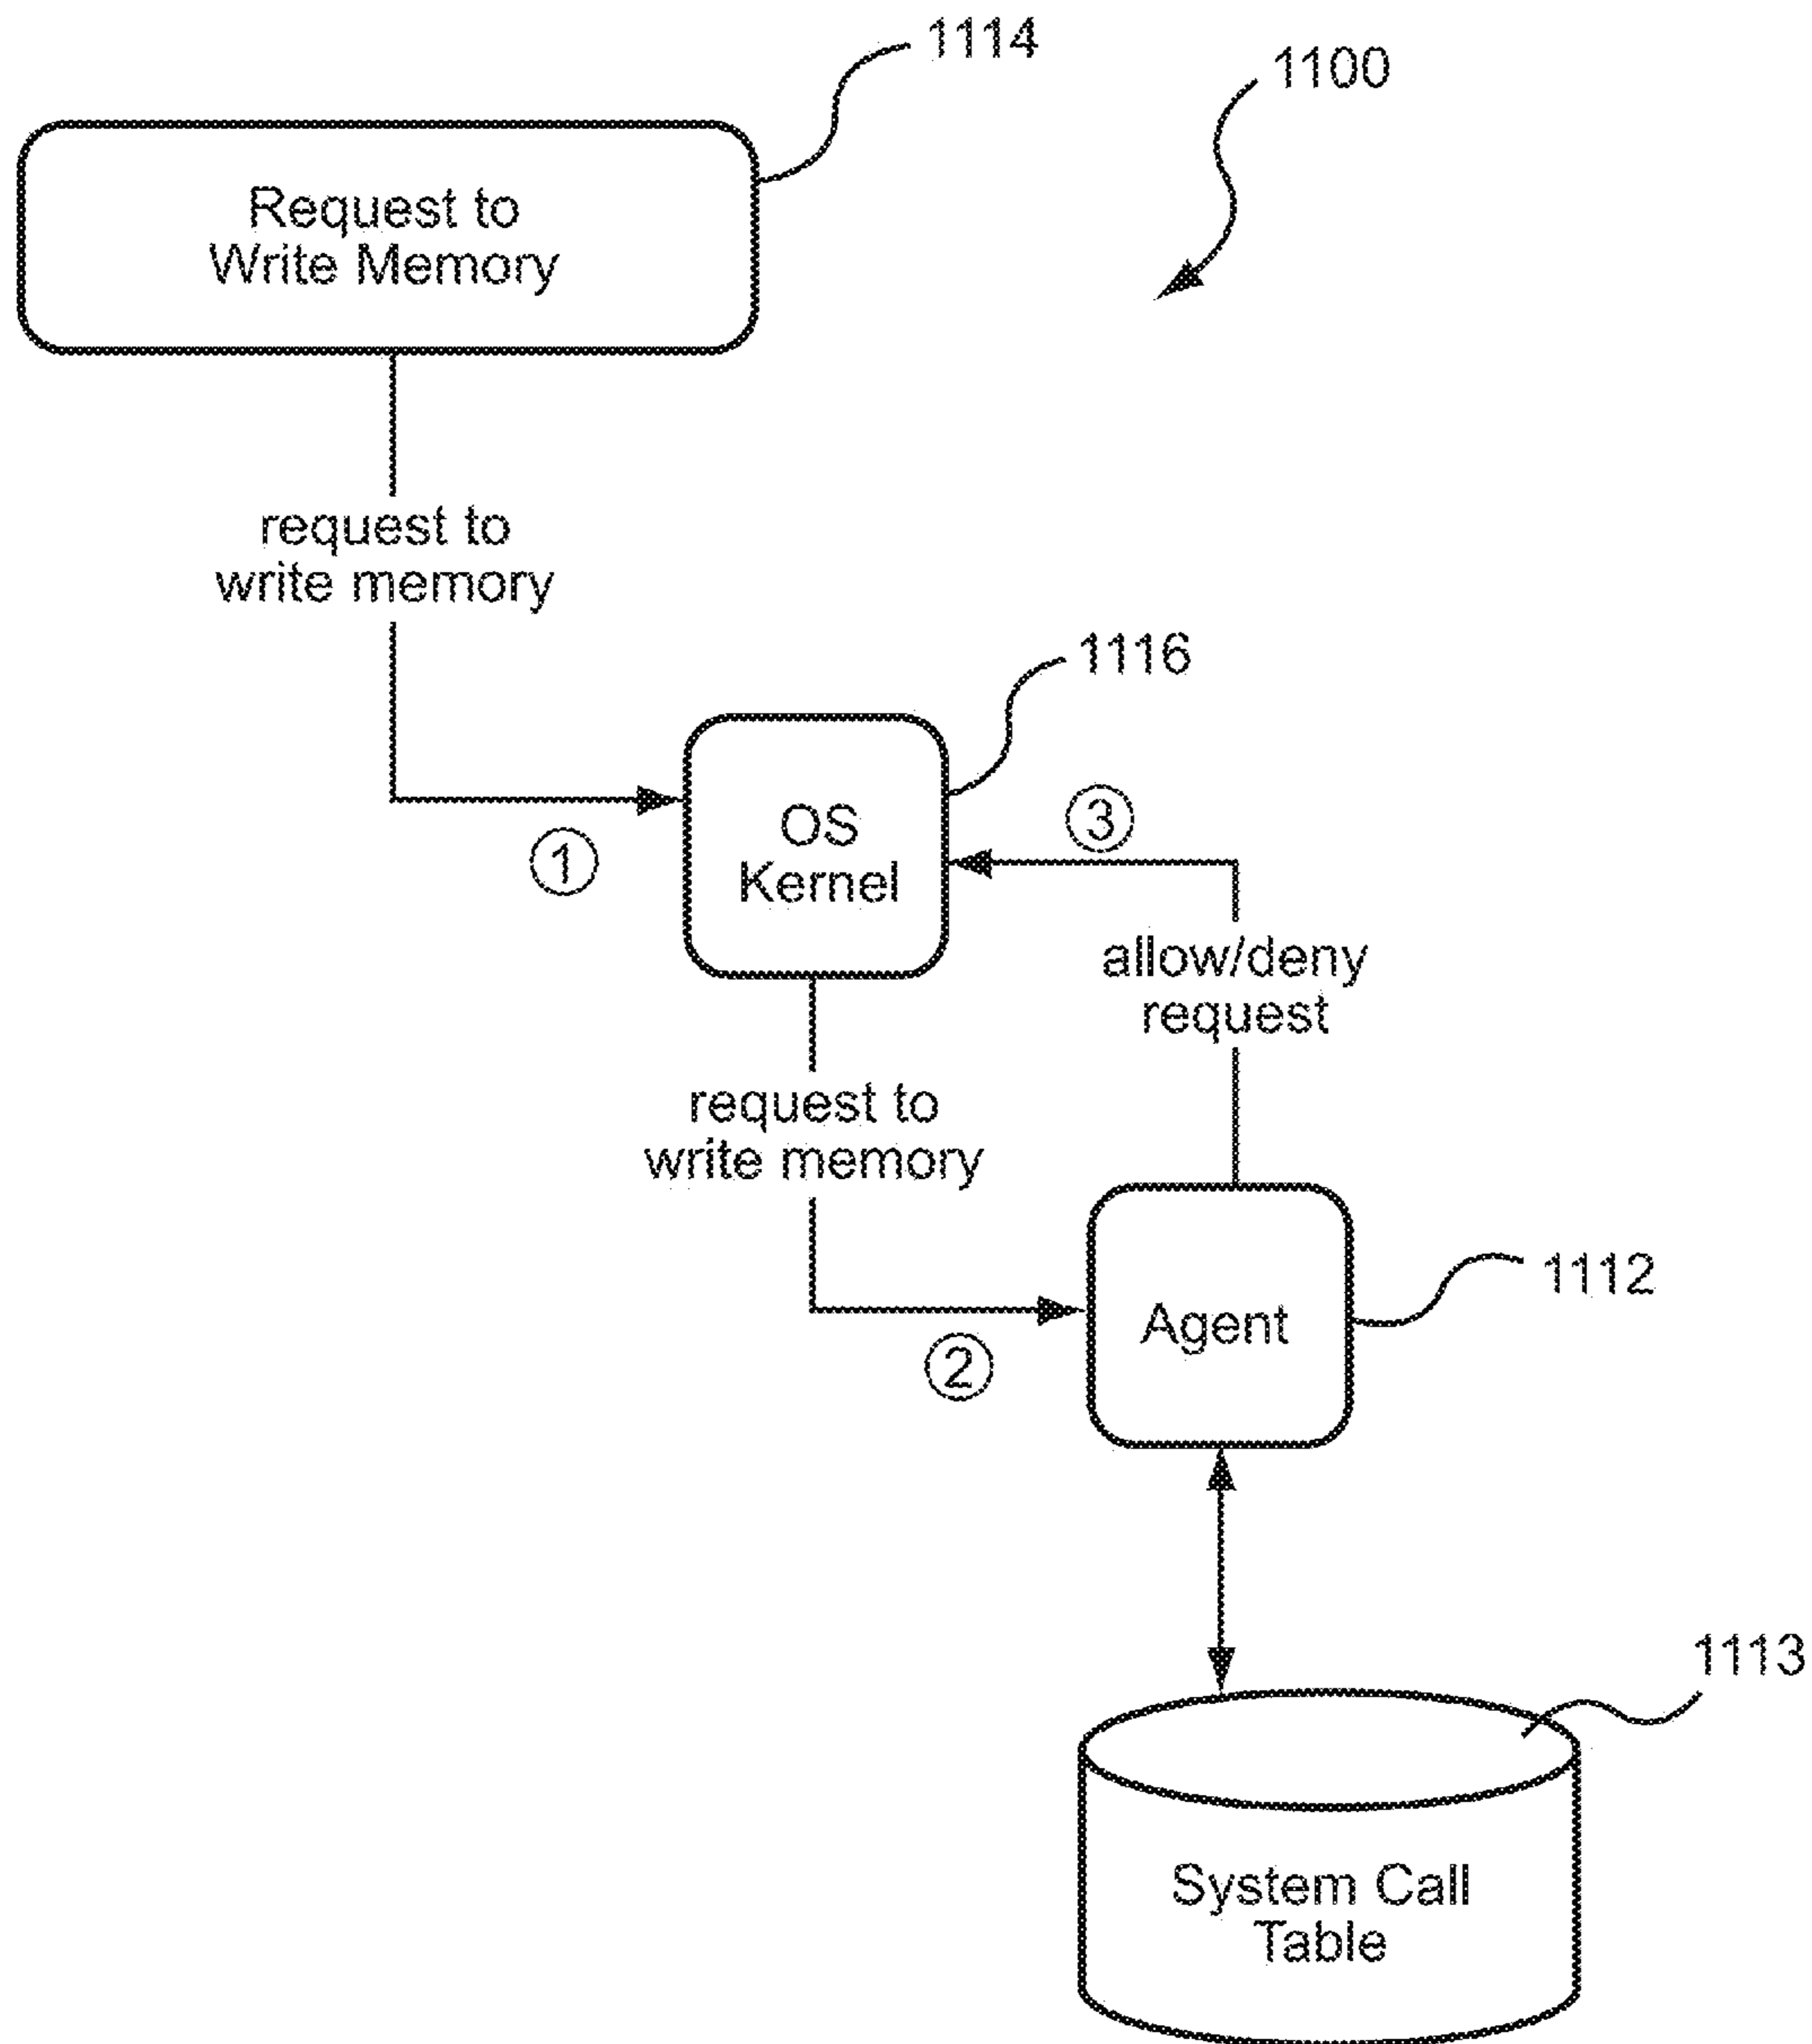 1114
1100
Request to
Write Memory
request to
write memory
1116
OS
Kernel
1
3
allow/deny
request
request to
write memory
1112
Agent
2
1113
System Call
Table